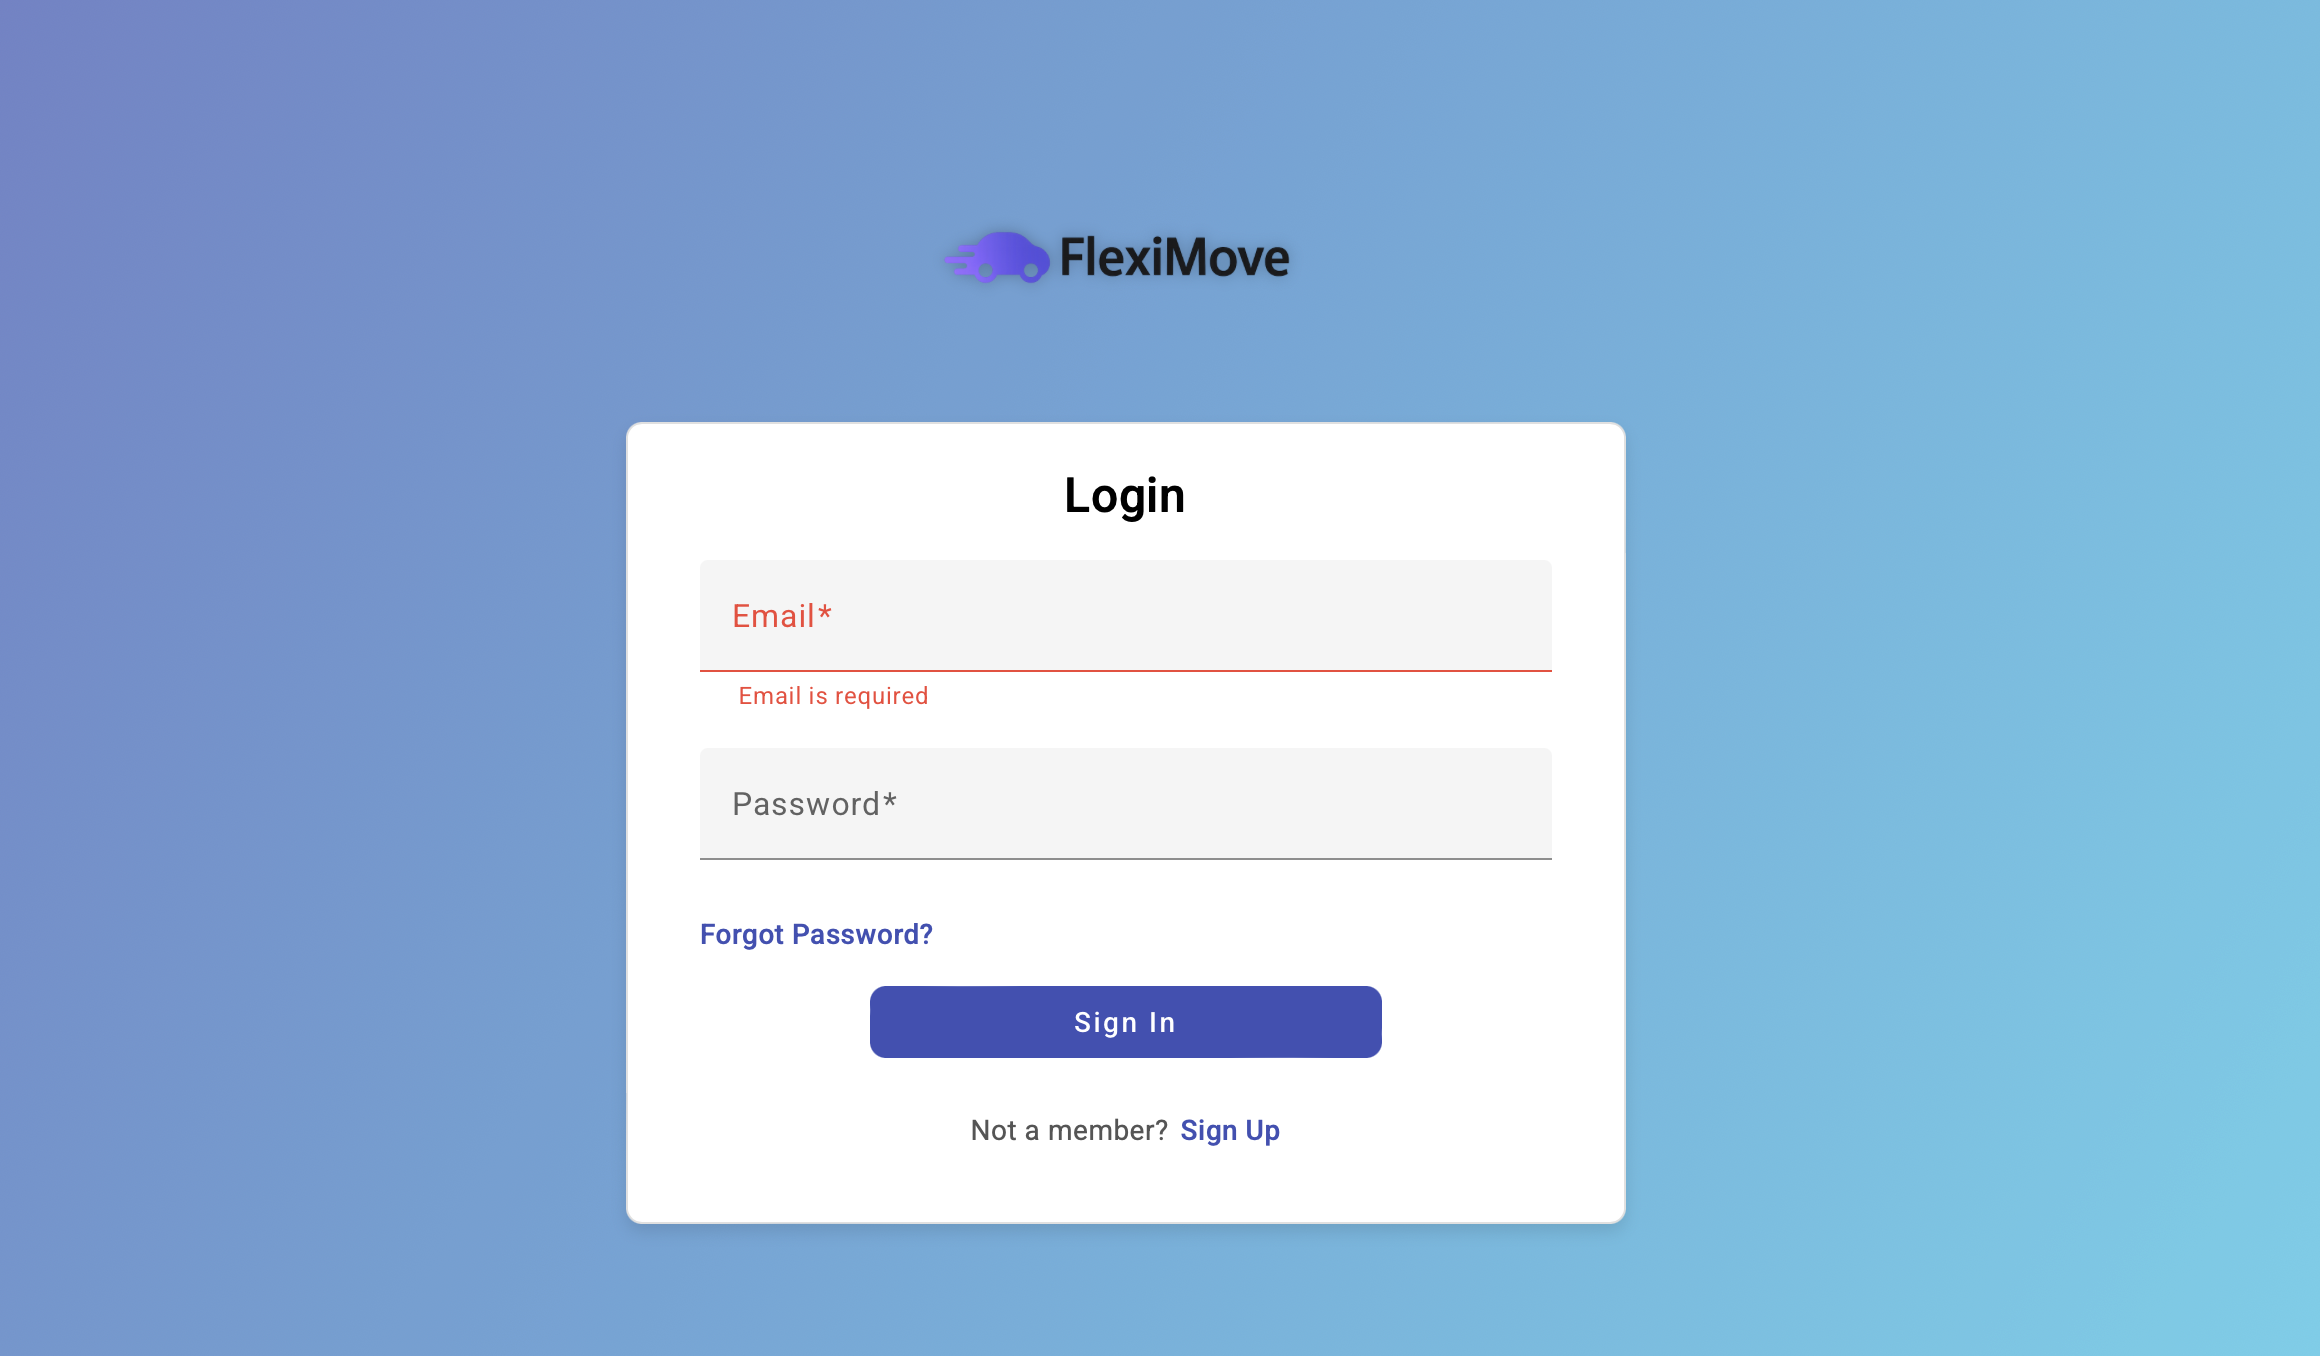 FlexiMove
Login
Email*
Email is required
Password*
Forgot Password?
Sign In
Not a member? Sign Up